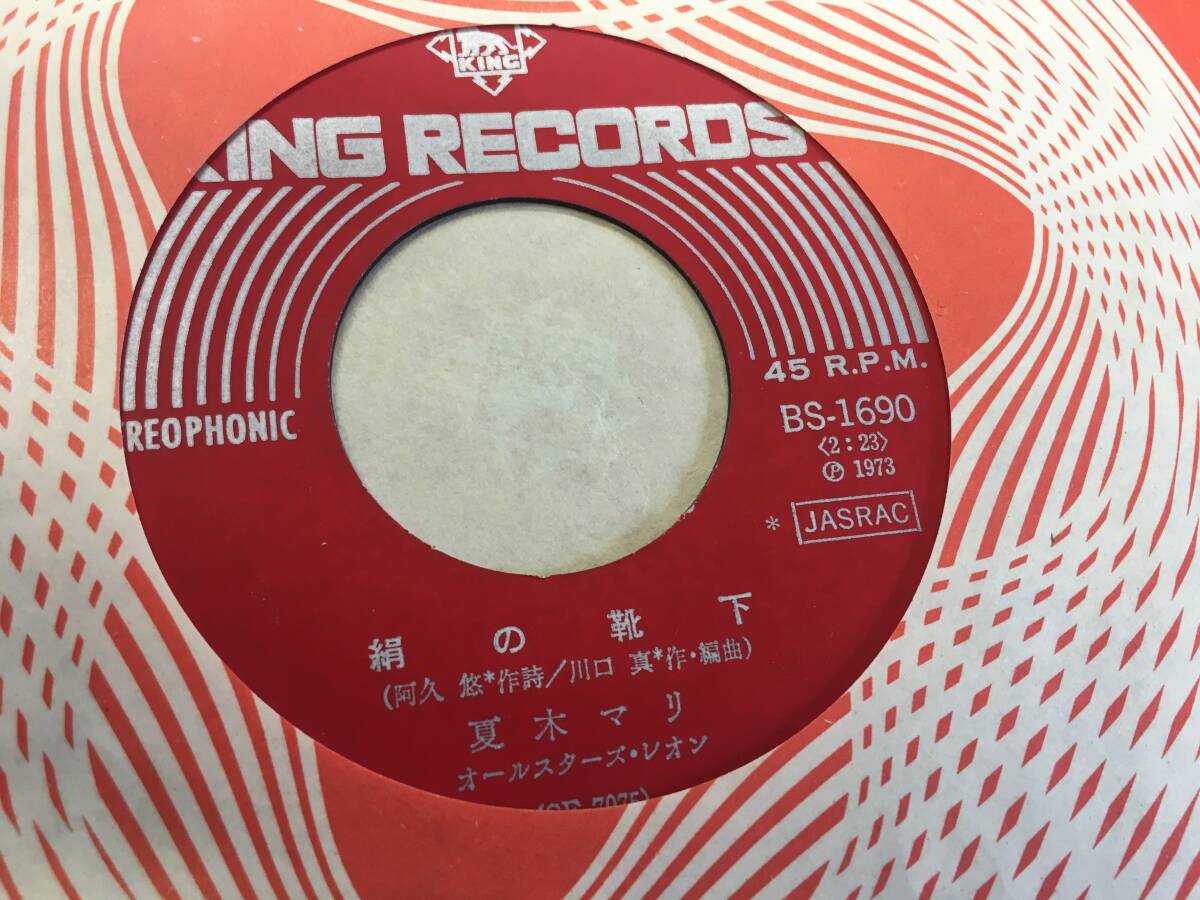 KING
KING RECORDS
REOPHONIC
45 R.P.M.
BS-1690
〈2:23〉
Ⓟ 1973
* JASRAC
絹の靴下
(阿久 悠*作詩/川口 真*作・編曲)
夏木マリ
オールスターズ・レオン